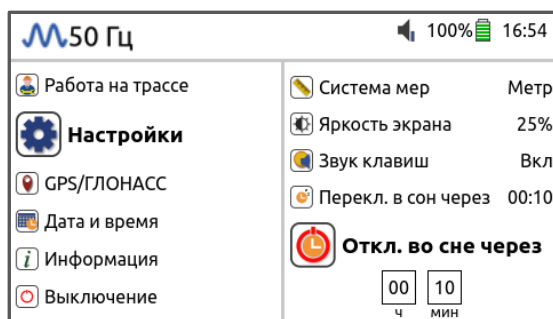 50 Гц 100% 16:54
Работа на трассе
Настройки
GPS/ГЛОНАСС
Дата и время
Информация
Выключение
Система мер Метр
Яркость экрана 25%
Звук клавиш Вкл
Перекл. в сон через 00:10
Откл. во сне через
00 10
ч мин